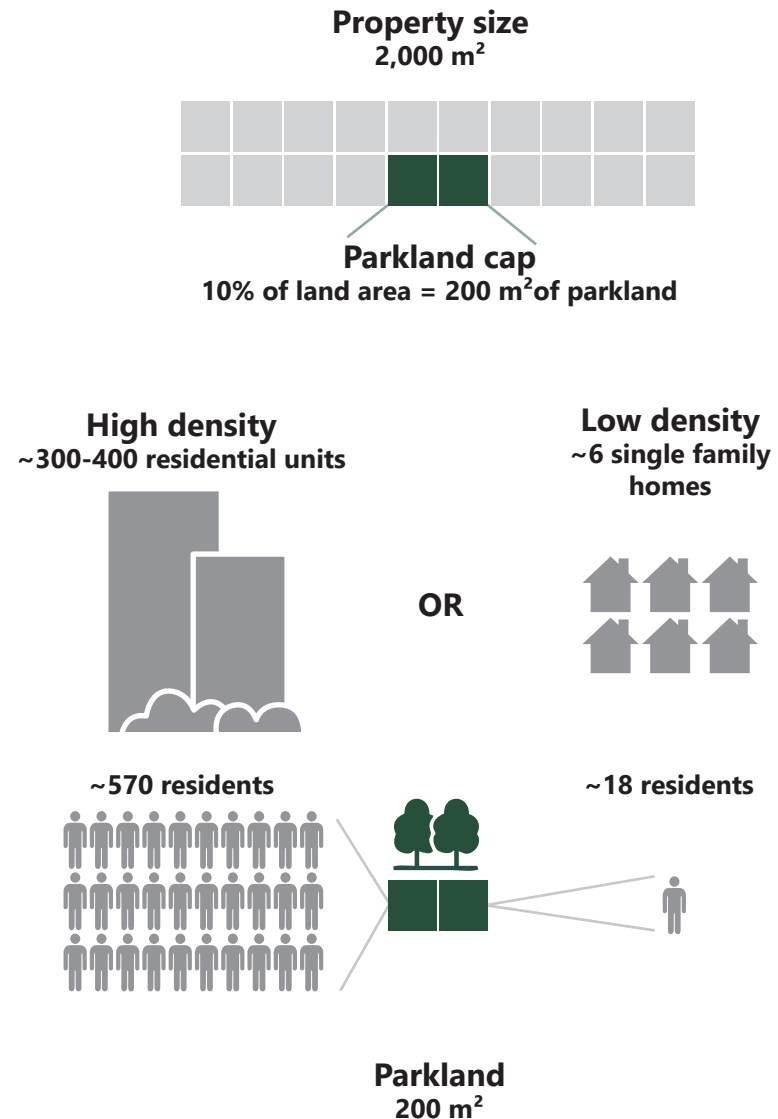 Property size
2,000 m²
Parkland cap
10% of land area = 200 m²of parkland
High density
~300-400 residential units
Low density
~6 single family
homes
OR
~570 residents
~18 residents
Parkland
200 m²